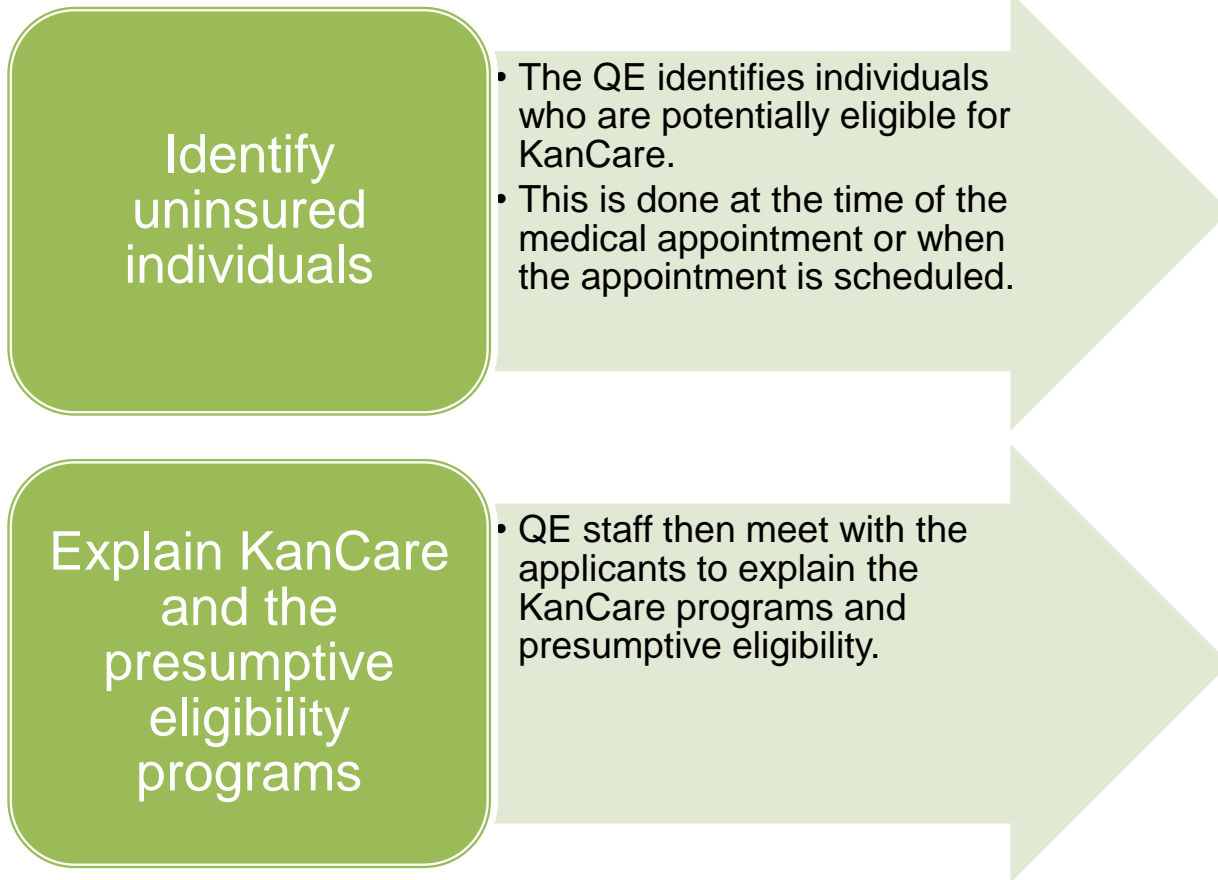 Identify
uninsured
individuals
• The QE identifies individuals
who are potentially eligible for
KanCare.
• This is done at the time of the
medical appointment or when
the appointment is scheduled.
Explain KanCare
and the
presumptive
eligibility
programs
• QE staff then meet with the
applicants to explain the
KanCare programs and
presumptive eligibility.